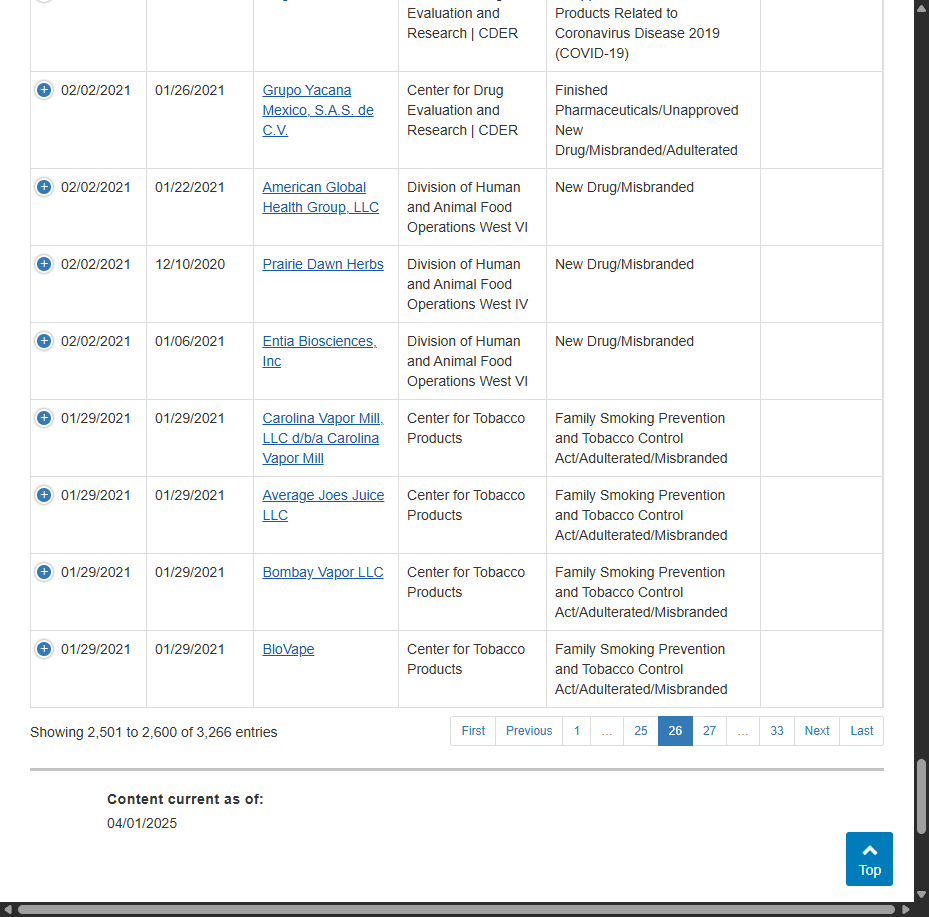 Evaluation and
Research | CDER
Products Related to
Coronavirus Disease 2019
(COVID-19)
02/02/2021
01/26/2021
Grupo Yacana
Mexico, S.A.S. de
C.V.
Center for Drug
Evaluation and
Research | CDER
Finished
Pharmaceuticals/Unapproved
New
Drug/Misbranded/Adulterated
02/02/2021
01/22/2021
American Global
Health Group, LLC
Division of Human
and Animal Food
Operations West VI
New Drug/Misbranded
02/02/2021
12/10/2020
Prairie Dawn Herbs
Division of Human
and Animal Food
Operations West IV
New Drug/Misbranded
02/02/2021
01/06/2021
Entia Biosciences,
Inc
Division of Human
and Animal Food
Operations West VI
New Drug/Misbranded
01/29/2021
01/29/2021
Carolina Vapor Mill,
LLC d/b/a Carolina
Vapor Mill
Center for Tobacco
Products
Family Smoking Prevention
and Tobacco Control
Act/Adulterated/Misbranded
01/29/2021
01/29/2021
Average Joes Juice
LLC
Center for Tobacco
Products
Family Smoking Prevention
and Tobacco Control
Act/Adulterated/Misbranded
01/29/2021
01/29/2021
Bombay Vapor LLC
Center for Tobacco
Products
Family Smoking Prevention
and Tobacco Control
Act/Adulterated/Misbranded
01/29/2021
01/29/2021
BloVape
Center for Tobacco
Products
Family Smoking Prevention
and Tobacco Control
Act/Adulterated/Misbranded
Showing 2,501 to 2,600 of 3,266 entries
First Previous 1 … 25 26 27 … 33 Next Last
Content current as of:
04/01/2025
Top